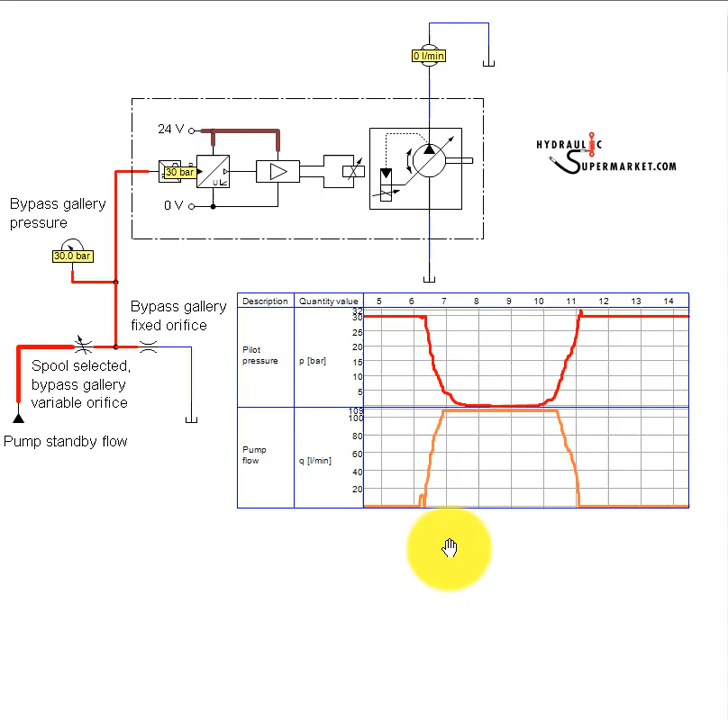 0 l/min
24 V
HYDRAULIC
SUPERMARKET.COM
30 bar
U
0 V
Bypass gallery
pressure
30.0 bar
Bypass gallery
fixed orifice
Spool selected,
bypass gallery
variable orifice
Pump standby flow
Description Quantity value 5 6 7 8 9 10 11 12 13 14
Pilot
pressure
p [bar]
32
30
25
20
15
10
5
Pump
flow
q [l/min]
109
100
80
60
40
20